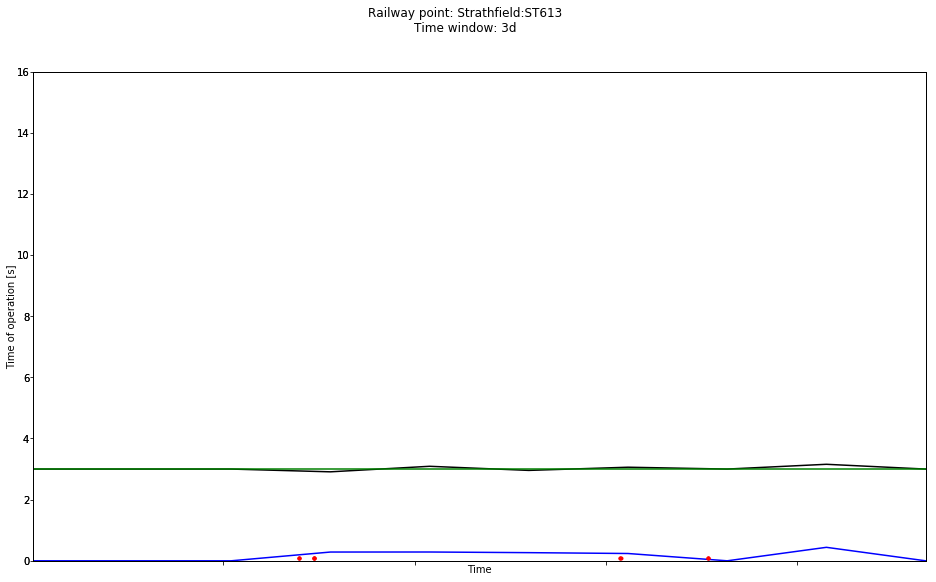 Railway point: Strathfield:ST613
Time window: 3d
16
14
12
10
8
6
4
2
0
Time of operation [s]
Time